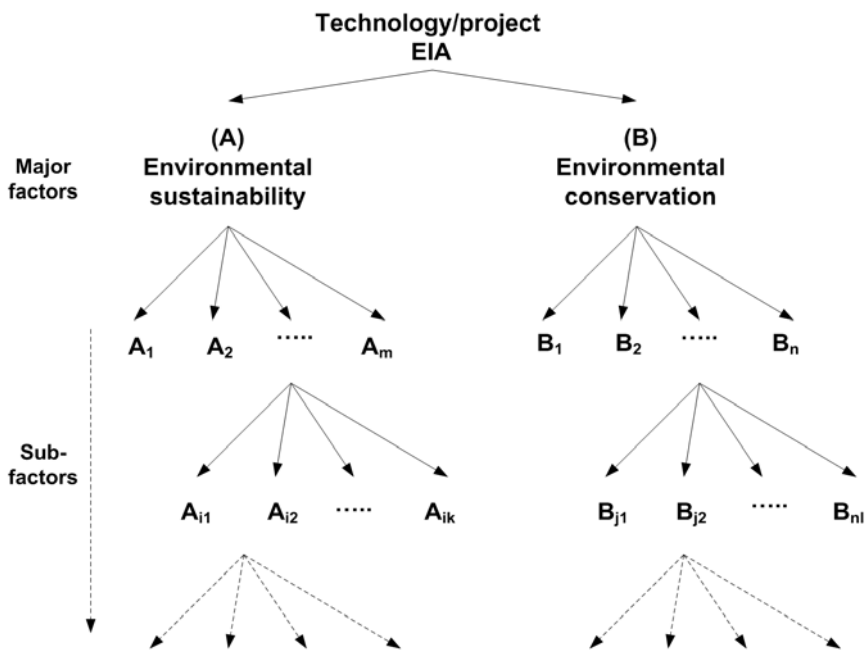 Technology/project
EIA
(A)
Environmental
sustainability
(B)
Environmental
conservation
Major
factors
A₁ A₂ ..... Aₘ
B₁ B₂ ..... Bₙ
Sub-
factors
Aᵢ₁ Aᵢ₂ ..... Aᵢₖ
Bⱼ₁ Bⱼ₂ ..... Bₙₗ